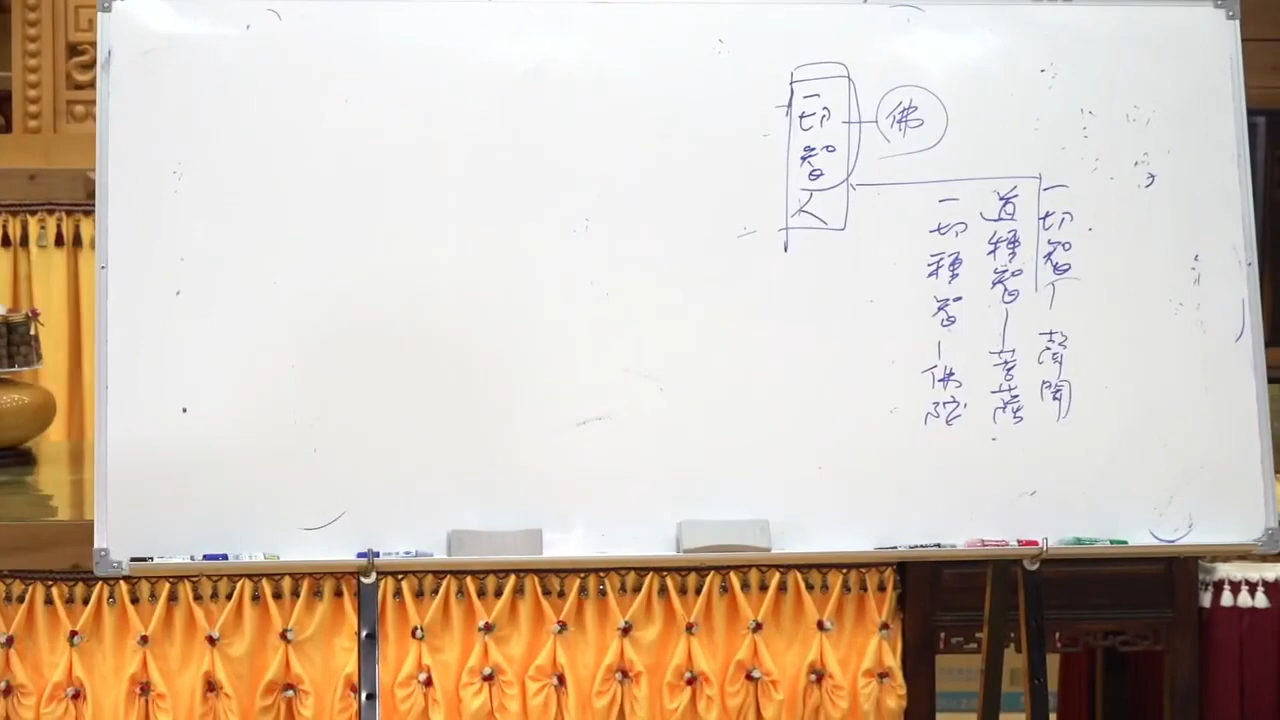 一切智人
佛
一切智 聲聞
道種智-菩薩
一切種智-佛陀